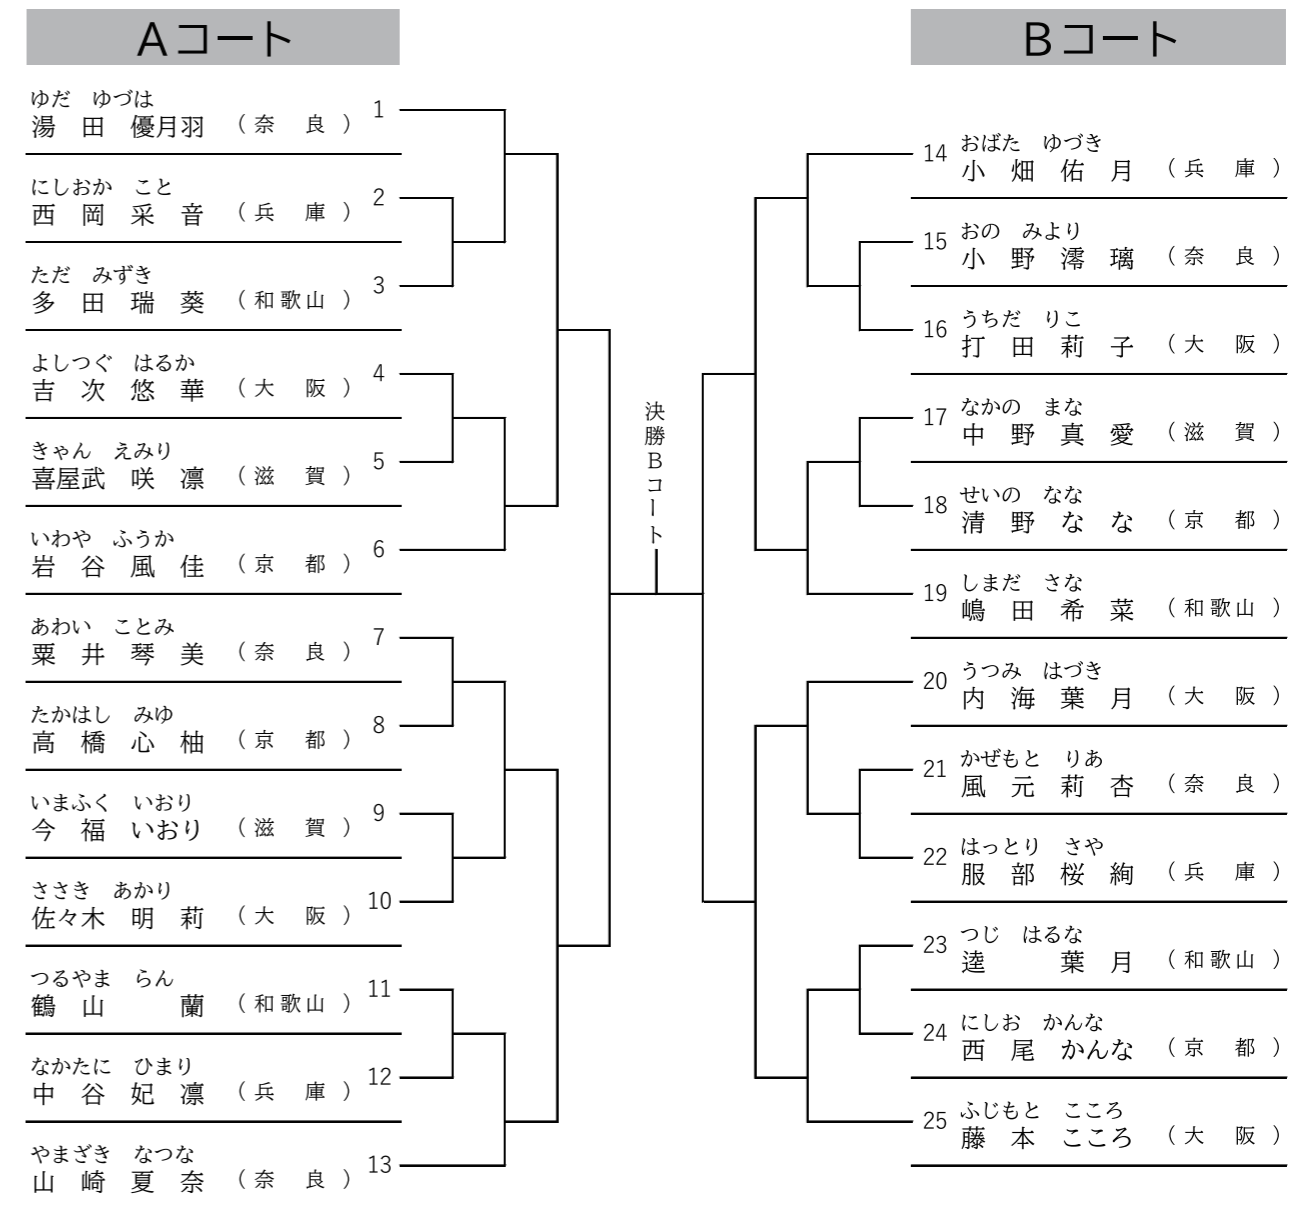 Aコート
ゆだ ゆづは
湯田 優月羽 (奈良) 1
にしおか こと
西岡 采音 (兵庫) 2
ただ みずき
多田 瑞葵 (和歌山) 3
よしつぐ はるか
吉次 悠華 (大阪) 4
きゃん えみり
喜屋武 咲凛 (滋賀) 5
いわや ふうか
岩谷 風佳 (京都) 6
あわい ことみ
粟井 琴美 (奈良) 7
たかはし みゆ
高橋 心柚 (京都) 8
いまふく いおり
今福 いおり (滋賀) 9
ささき あかり
佐々木 明莉 (大阪) 10
つるやま らん
鶴山 蘭 (和歌山) 11
なかたに ひまり
中谷 妃凛 (兵庫) 12
やまざき なつな
山崎 夏奈 (奈良) 13
決勝Bコート
Bコート
おばた ゆづき
14 小畑 佑月 (兵庫)
おの みより
15 小野 澪璃 (奈良)
うちだ りこ
16 打田 莉子 (大阪)
なかの まな
17 中野 真愛 (滋賀)
せいの なな
18 清野 なな (京都)
しまだ さな
19 嶋田 希菜 (和歌山)
うつみ はづき
20 内海 葉月 (大阪)
かぜもと りあ
21 風元 莉杏 (奈良)
はっとり さや
22 服部 桜絢 (兵庫)
つじ はるな
23 逵 葉月 (和歌山)
にしお かんな
24 西尾 かんな (京都)
ふじもと こころ
25 藤本 こころ (大阪)